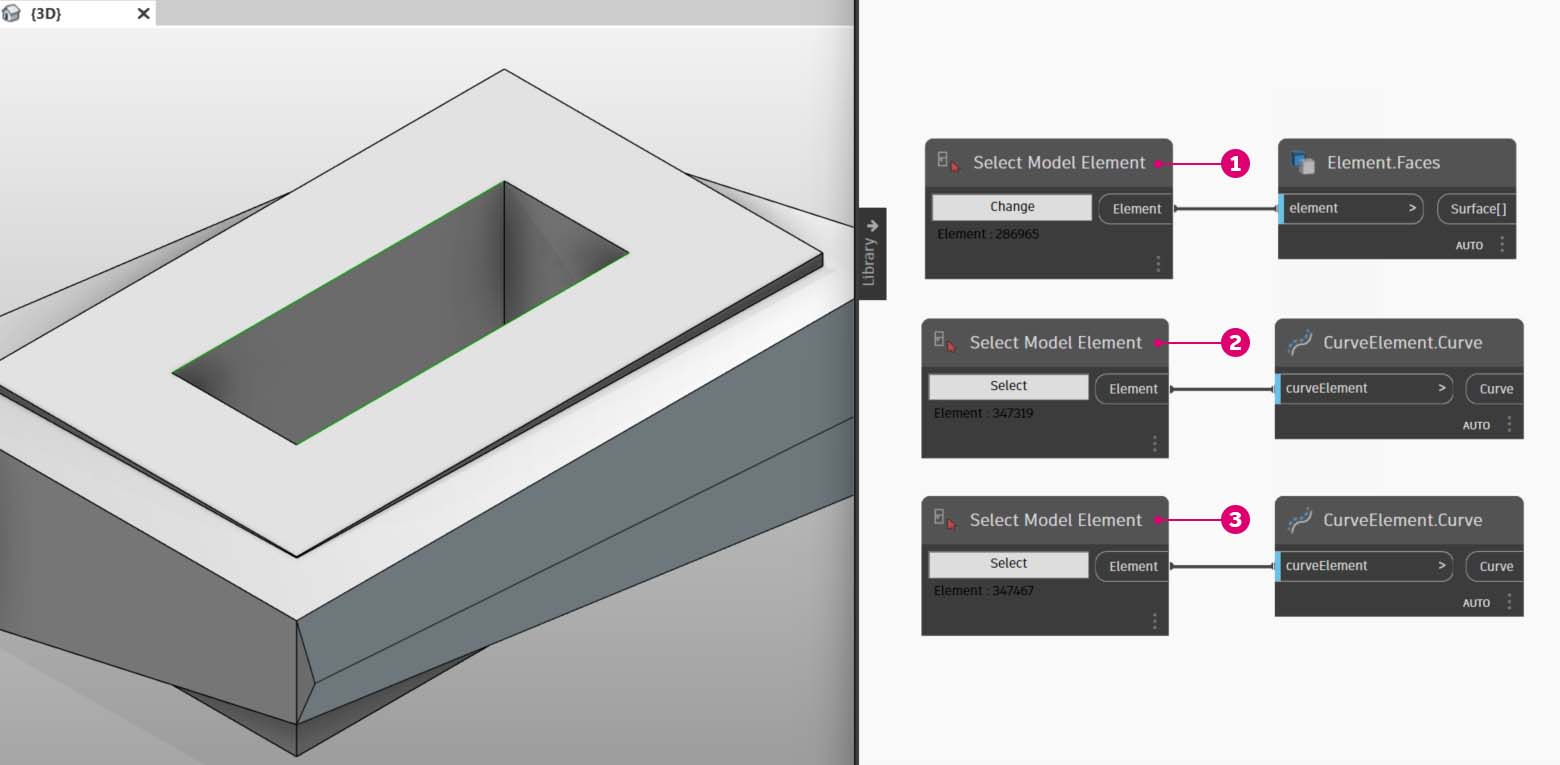 {3D}
Library
Select Model Element
1
Element.Faces
Change
Element
element
>
Surface[]
Element : 286965
AUTO
Select Model Element
2
CurveElement.Curve
Select
Element
curveElement
>
Curve
Element : 347319
AUTO
Select Model Element
3
CurveElement.Curve
Select
Element
curveElement
>
Curve
Element : 347467
AUTO